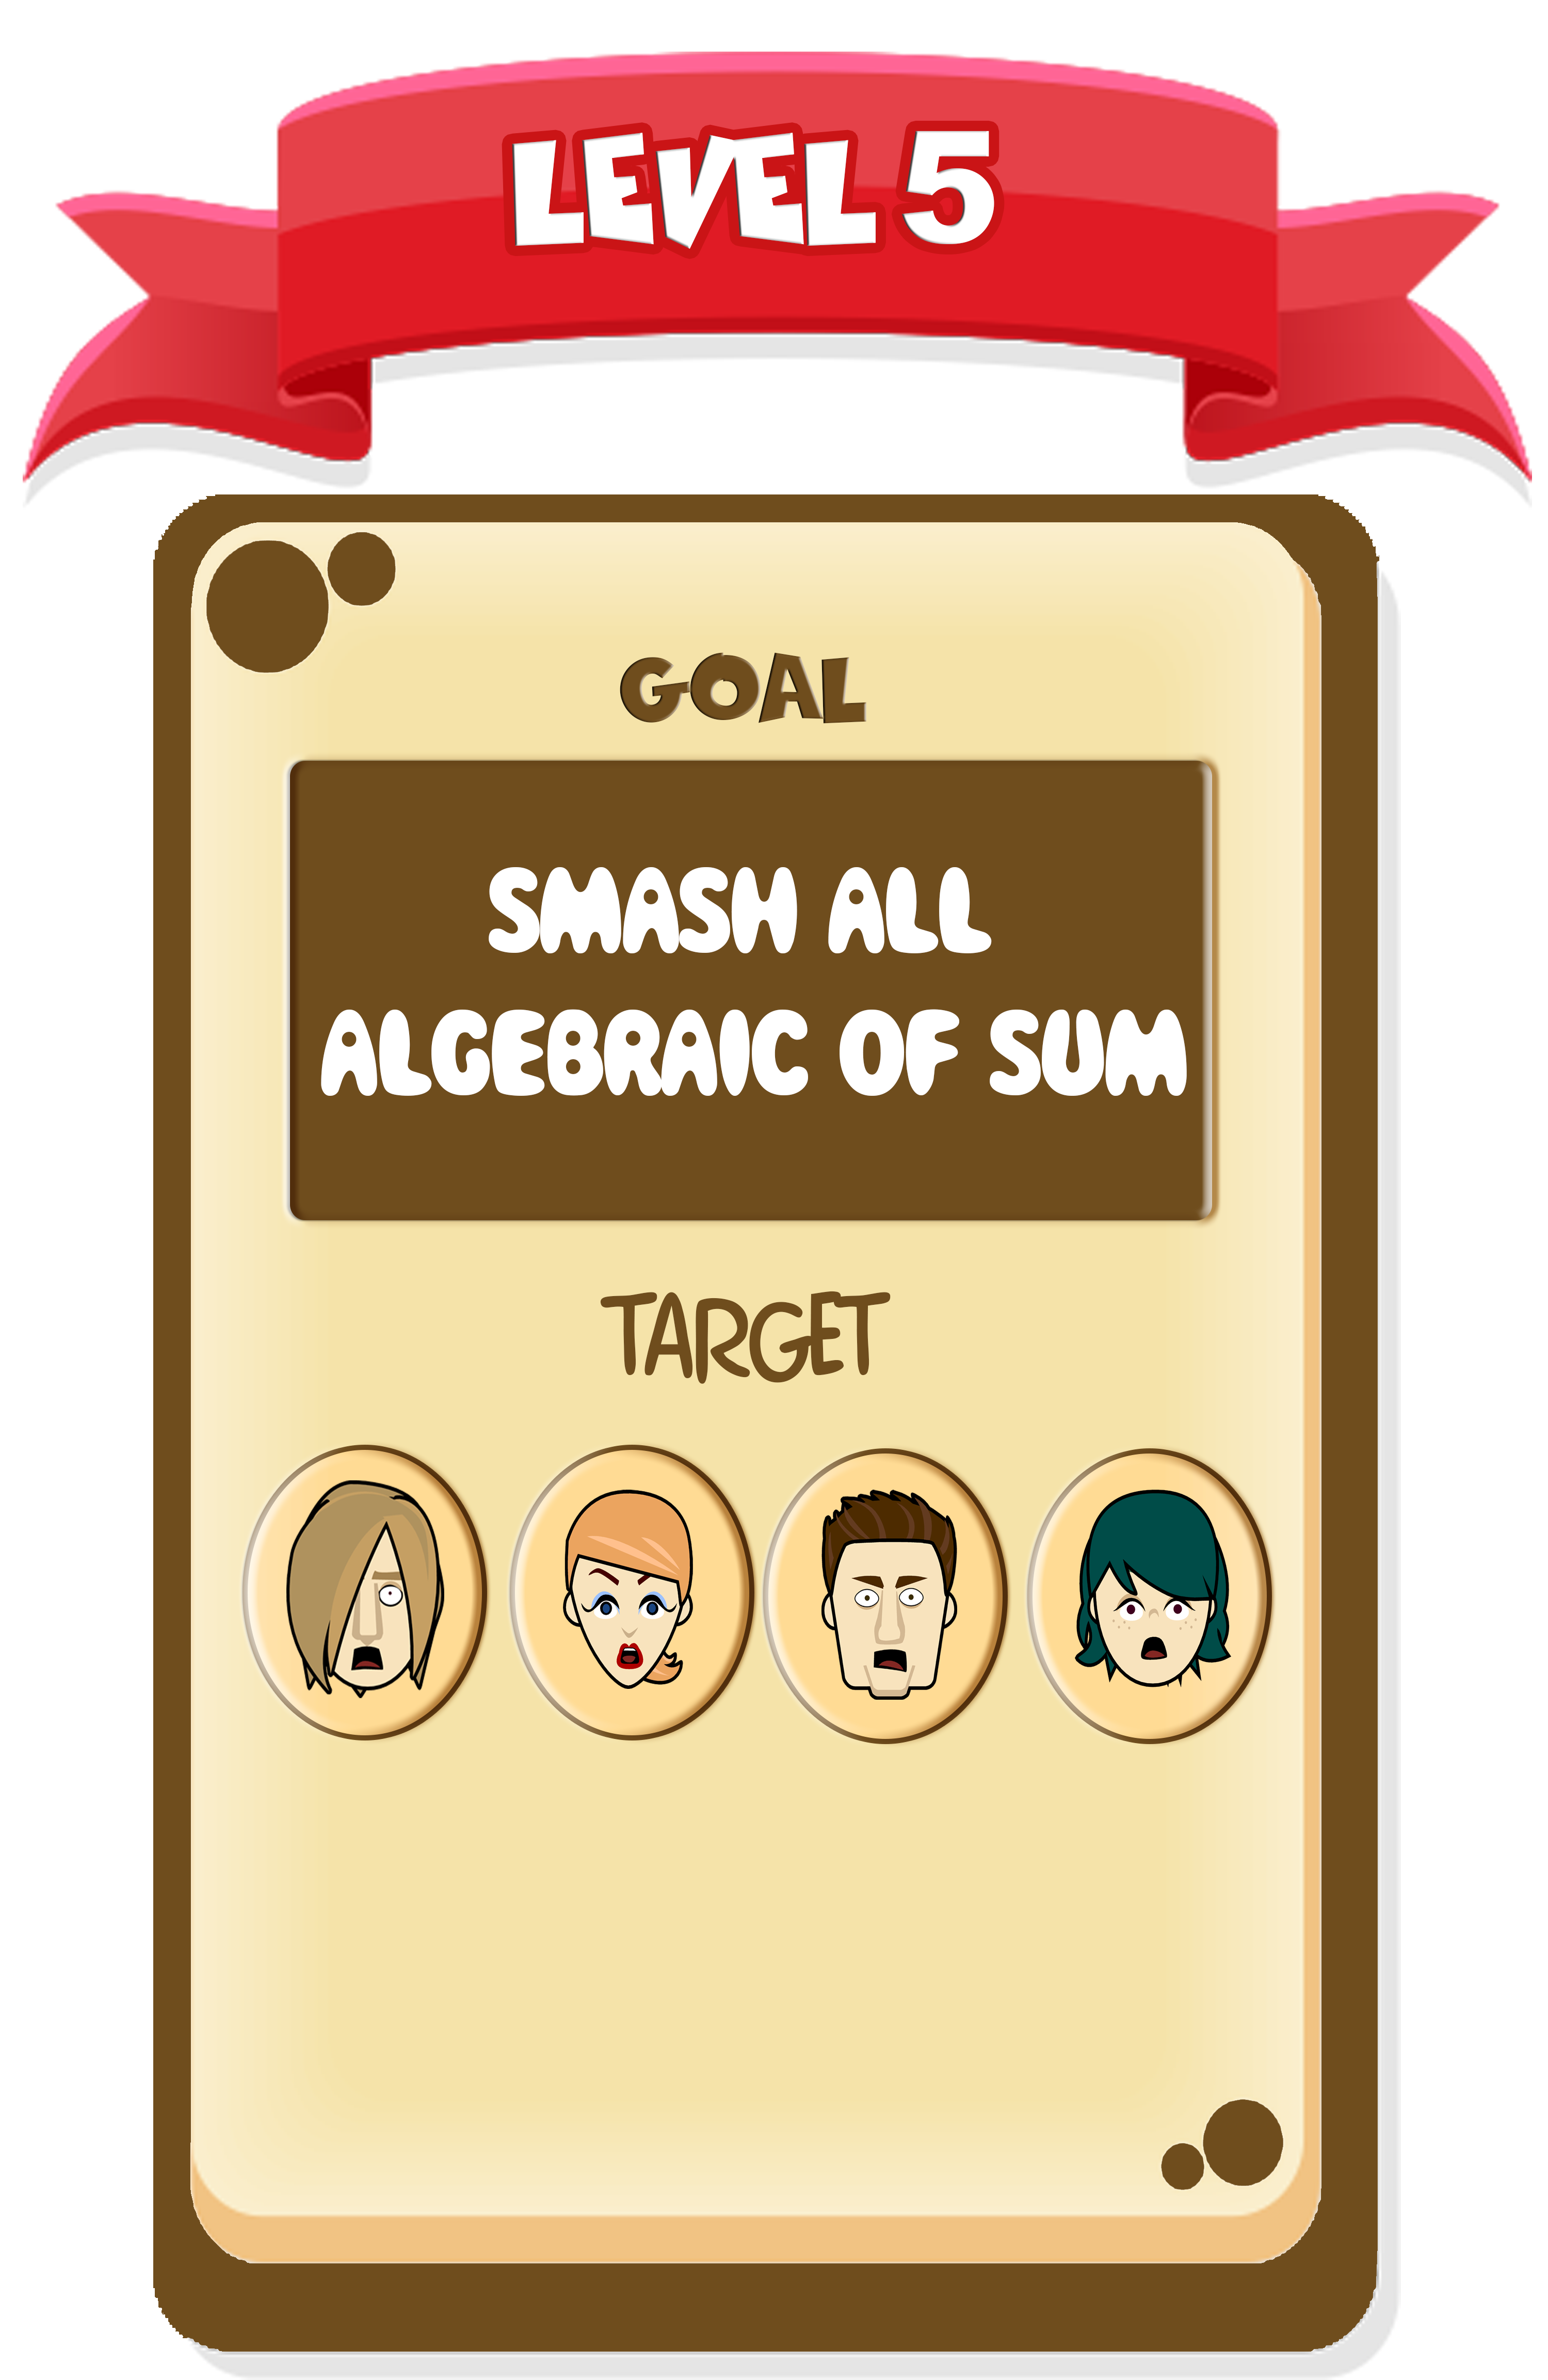 LEVEL 5
GOAL
SMASH ALL
ALGEBRAIC OF SUM
TARGET